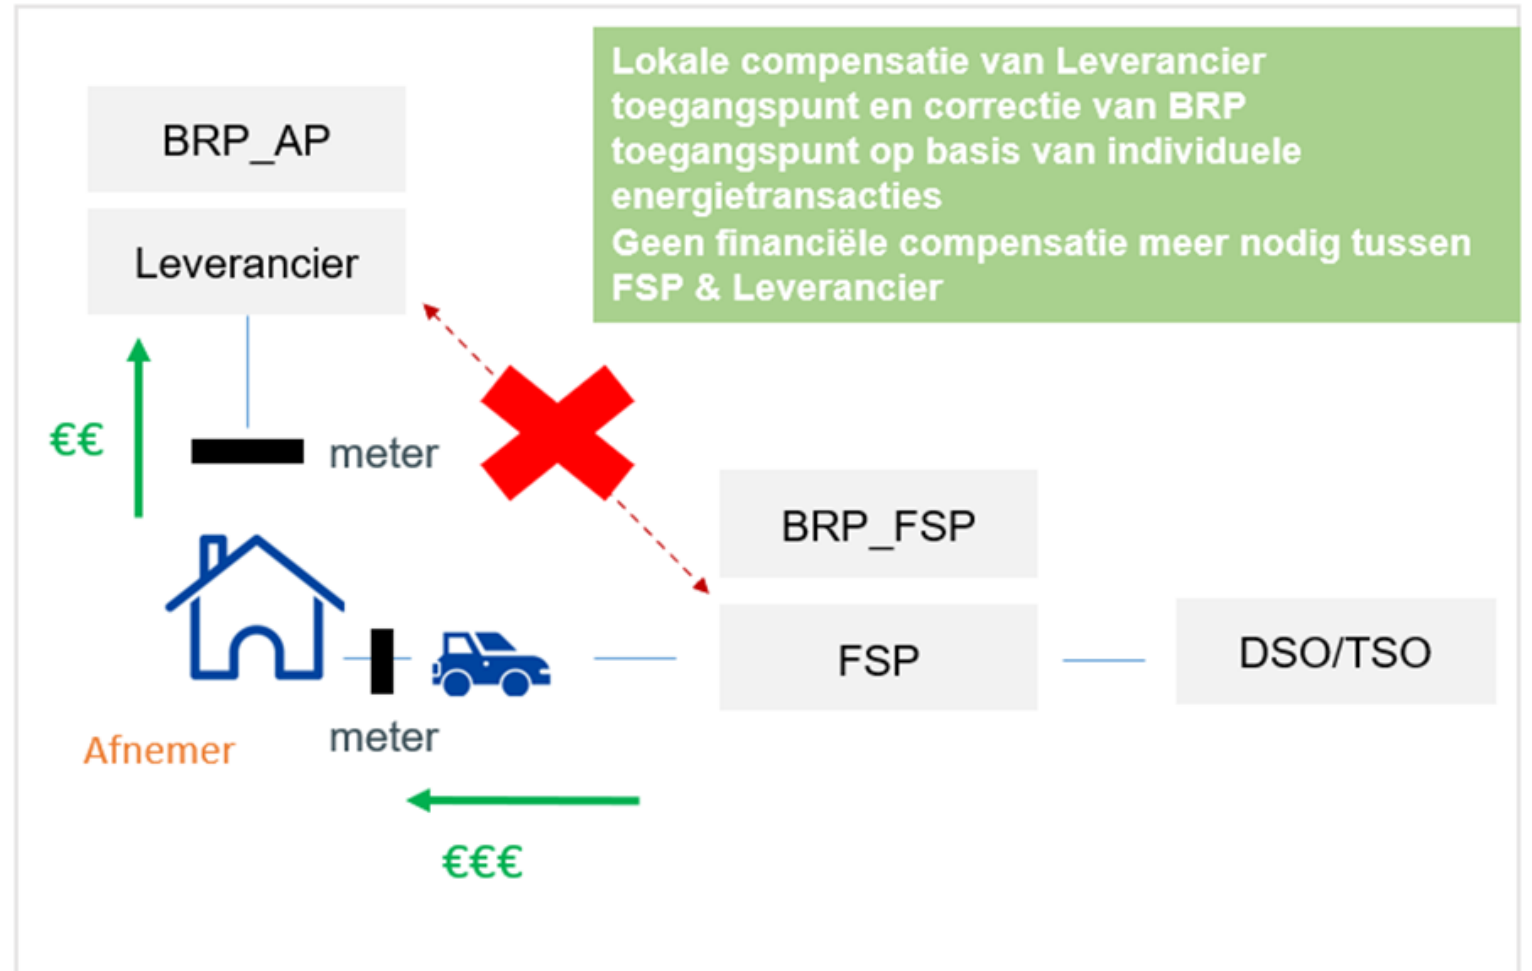 Lokale compensatie van Leverancier
toegangspunt en correctie van BRP
toegangspunt op basis van individuele
energietransacties
Geen financiële compensatie meer nodig tussen
FSP & Leverancier
BRP_AP
Leverancier
€€
meter
BRP_FSP
FSP
DSO/TSO
Afnemer
meter
€€€